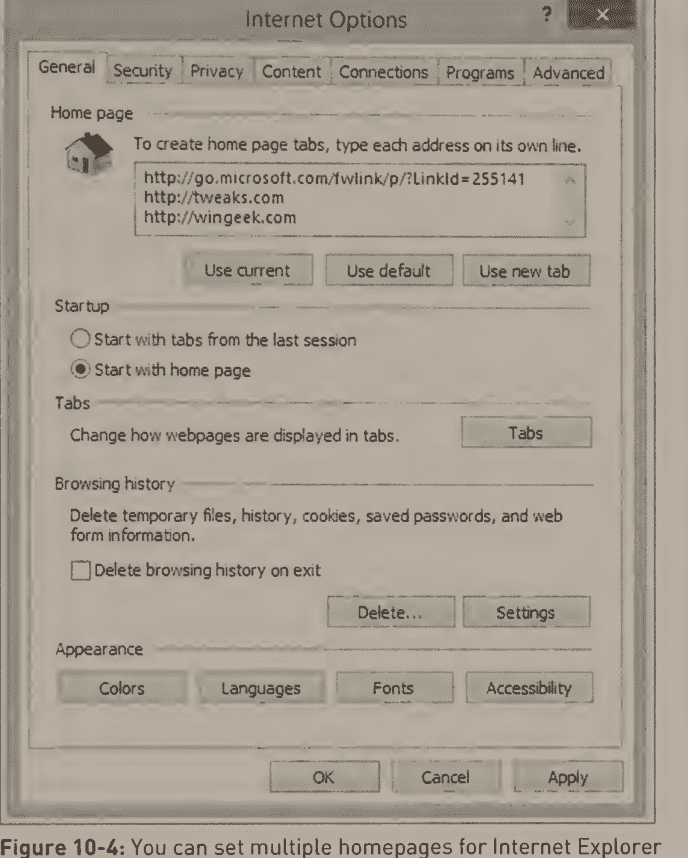 Internet Options ? ×
General Security Privacy Content Connections Programs Advanced
Home page
To create home page tabs, type each address on its own line.
http://go.microsoft.com/fwlink/p/?LinkId=255141
http://tweaks.com
http://wingeek.com
Use current Use default Use new tab
Startup
Start with tabs from the last session
Start with home page
Tabs
Change how webpages are displayed in tabs. Tabs
Browsing history
Delete temporary files, history, cookies, saved passwords, and web
form information.
Delete browsing history on exit
Delete... Settings
Appearance
Colors Languages Fonts Accessibility
OK Cancel Apply
Figure 10-4: You can set multiple homepages for Internet Explorer